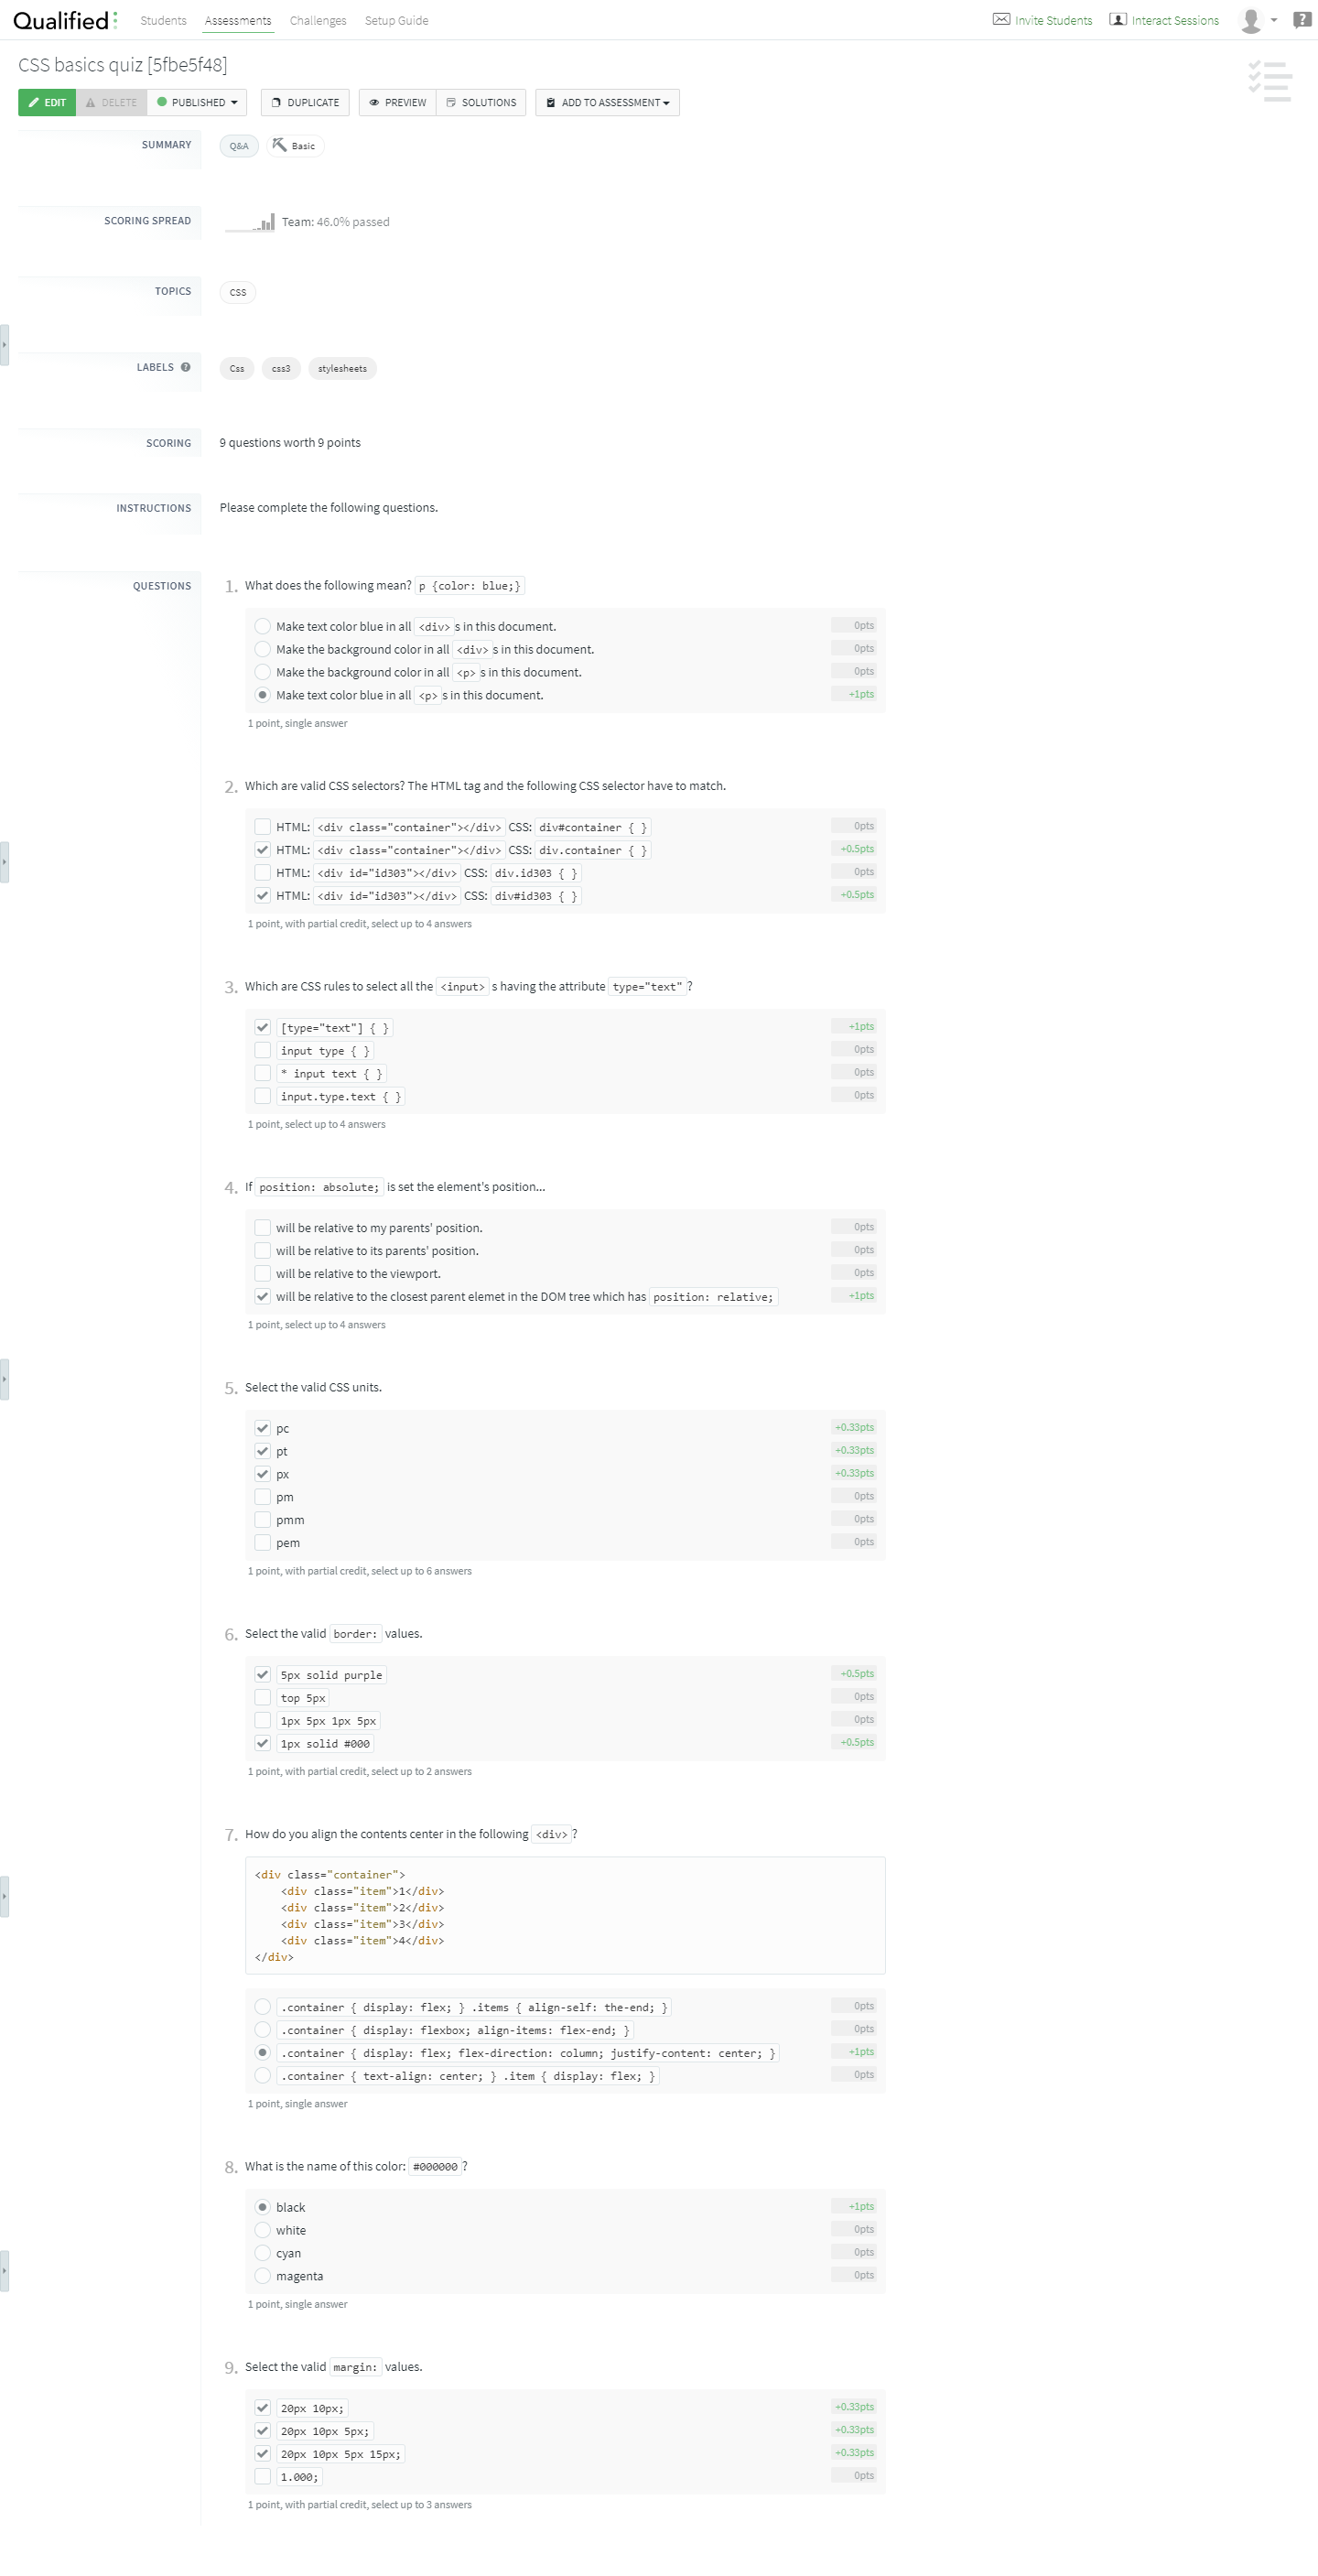 Qualified Students Assessments Challenges Setup Guide Invite Students Interact Sessions
CSS basics quiz [5fbe5f48]
EDIT DELETE PUBLISHED DUPLICATE PREVIEW SOLUTIONS ADD TO ASSESSMENT
SUMMARY Q&A Basic
SCORING SPREAD Team: 46.0% passed
TOPICS CSS
LABELS Css css3 stylesheets
SCORING 9 questions worth 9 points
INSTRUCTIONS Please complete the following questions.
QUESTIONS 1. What does the following mean? p {color: blue;}
Make text color blue in all <div> s in this document. 0pts
Make the background color in all <div> s in this document. 0pts
Make the background color in all <p> s in this document. 0pts
Make text color blue in all <p> s in this document. +1pts
1 point, single answer
2. Which are valid CSS selectors? The HTML tag and the following CSS selector have to match.
HTML: <div class="container"></div> CSS: div#container { } 0pts
HTML: <div class="container"></div> CSS: div.container { } +0.5pts
HTML: <div id="id303"></div> CSS: div.id303 { } 0pts
HTML: <div id="id303"></div> CSS: div#id303 { } +0.5pts
1 point, with partial credit, select up to 4 answers
3. Which are CSS rules to select all the <input> s having the attribute type="text" ?
[type="text"] { } +1pts
input type { } 0pts
* input text { } 0pts
input.type.text { } 0pts
1 point, select up to 4 answers
4. If position: absolute; is set the element's position...
will be relative to my parents' position. 0pts
will be relative to its parents' position. 0pts
will be relative to the viewport. 0pts
will be relative to the closest parent elemet in the DOM tree which has position: relative; +1pts
1 point, select up to 4 answers
5. Select the valid CSS units.
pc +0.33pts
pt +0.33pts
px +0.33pts
pm 0pts
pmm 0pts
pem 0pts
1 point, with partial credit, select up to 6 answers
6. Select the valid border: values.
5px solid purple +0.5pts
top 5px 0pts
1px 5px 1px 5px 0pts
1px solid #000 +0.5pts
1 point, with partial credit, select up to 2 answers
7. How do you align the contents center in the following <div> ?
<div class="container">
<div class="item">1</div>
<div class="item">2</div>
<div class="item">3</div>
<div class="item">4</div>
</div>
.container { display: flex; } .items { align-self: the-end; } 0pts
.container { display: flexbox; align-items: flex-end; } 0pts
.container { display: flex; flex-direction: column; justify-content: center; } +1pts
.container { text-align: center; } .item { display: flex; } 0pts
1 point, single answer
8. What is the name of this color: #000000 ?
black +1pts
white 0pts
cyan 0pts
magenta 0pts
1 point, single answer
9. Select the valid margin: values.
20px 10px; +0.33pts
20px 10px 5px; +0.33pts
20px 10px 5px 15px; +0.33pts
1.000; 0pts
1 point, with partial credit, select up to 3 answers